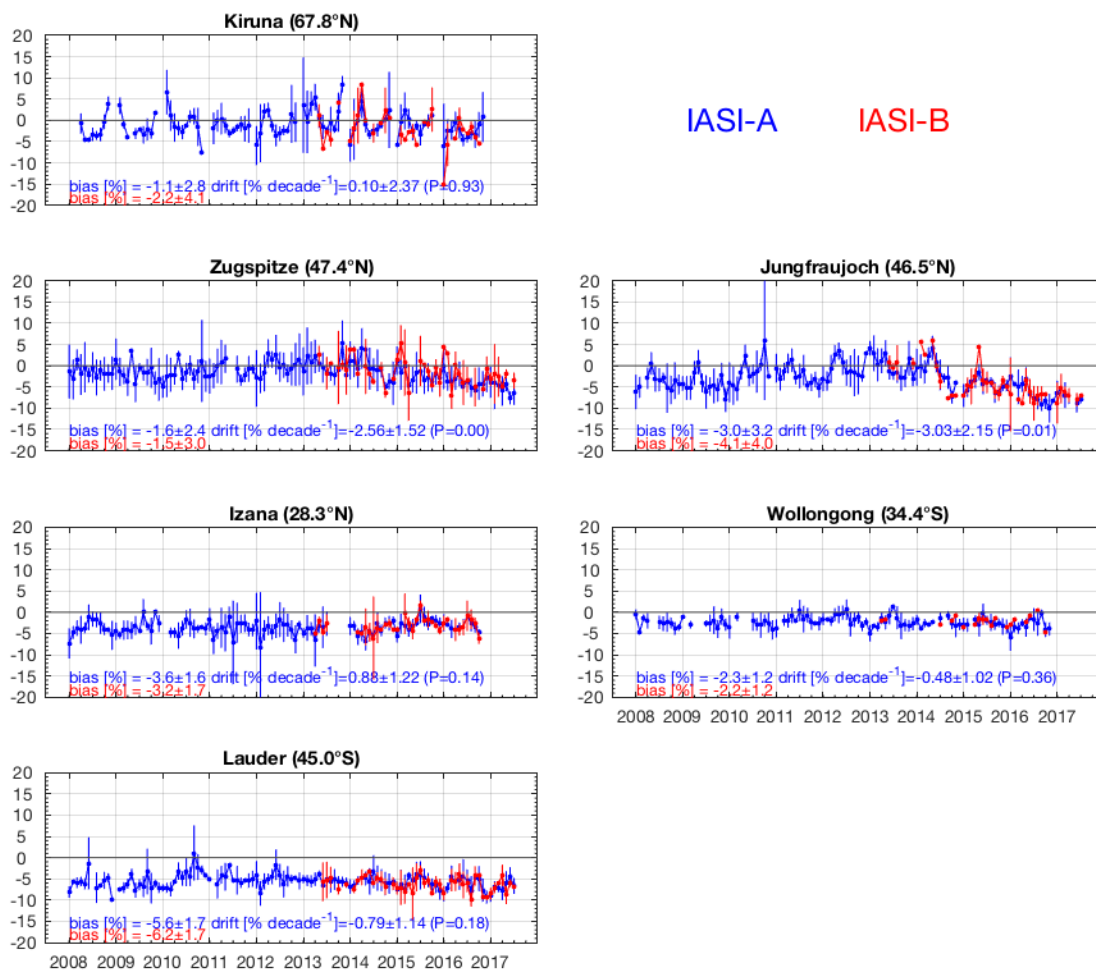 Kiruna (67.8°N)
20
15
10
5
0
-5
-10
-15
-20
bias [%] = -1.1±2.8 drift [% decade⁻¹]=0.10±2.37 (P=0.93)
bias [%] = -2.2±4.1
IASI-A
IASI-B
Zugspitze (47.4°N)
20
15
10
5
0
-5
-10
-15
-20
bias [%] = -1.6±2.4 drift [% decade⁻¹]=-2.56±1.52 (P=0.00)
bias [%] = -1.5±3.0
Jungfraujoch (46.5°N)
20
15
10
5
0
-5
-10
-15
-20
bias [%] = -3.0±3.2 drift [% decade⁻¹]=-3.03±2.15 (P=0.01)
bias [%] = -4.1±4.0
Izana (28.3°N)
20
15
10
5
0
-5
-10
-15
-20
bias [%] = -3.6±1.6 drift [% decade⁻¹]=0.88±1.22 (P=0.14)
bias [%] = -3.2±1.7
Wollongong (34.4°S)
20
15
10
5
0
-5
-10
-15
-20
bias [%] = -2.3±1.2 drift [% decade⁻¹]=-0.48±1.02 (P=0.36)
bias [%] = -2.2±1.2
2008 2009 2010 2011 2012 2013 2014 2015 2016 2017
Lauder (45.0°S)
20
15
10
5
0
-5
-10
-15
-20
bias [%] = -5.6±1.7 drift [% decade⁻¹]=-0.79±1.14 (P=0.18)
bias [%] = -6.2±1.7
2008 2009 2010 2011 2012 2013 2014 2015 2016 2017